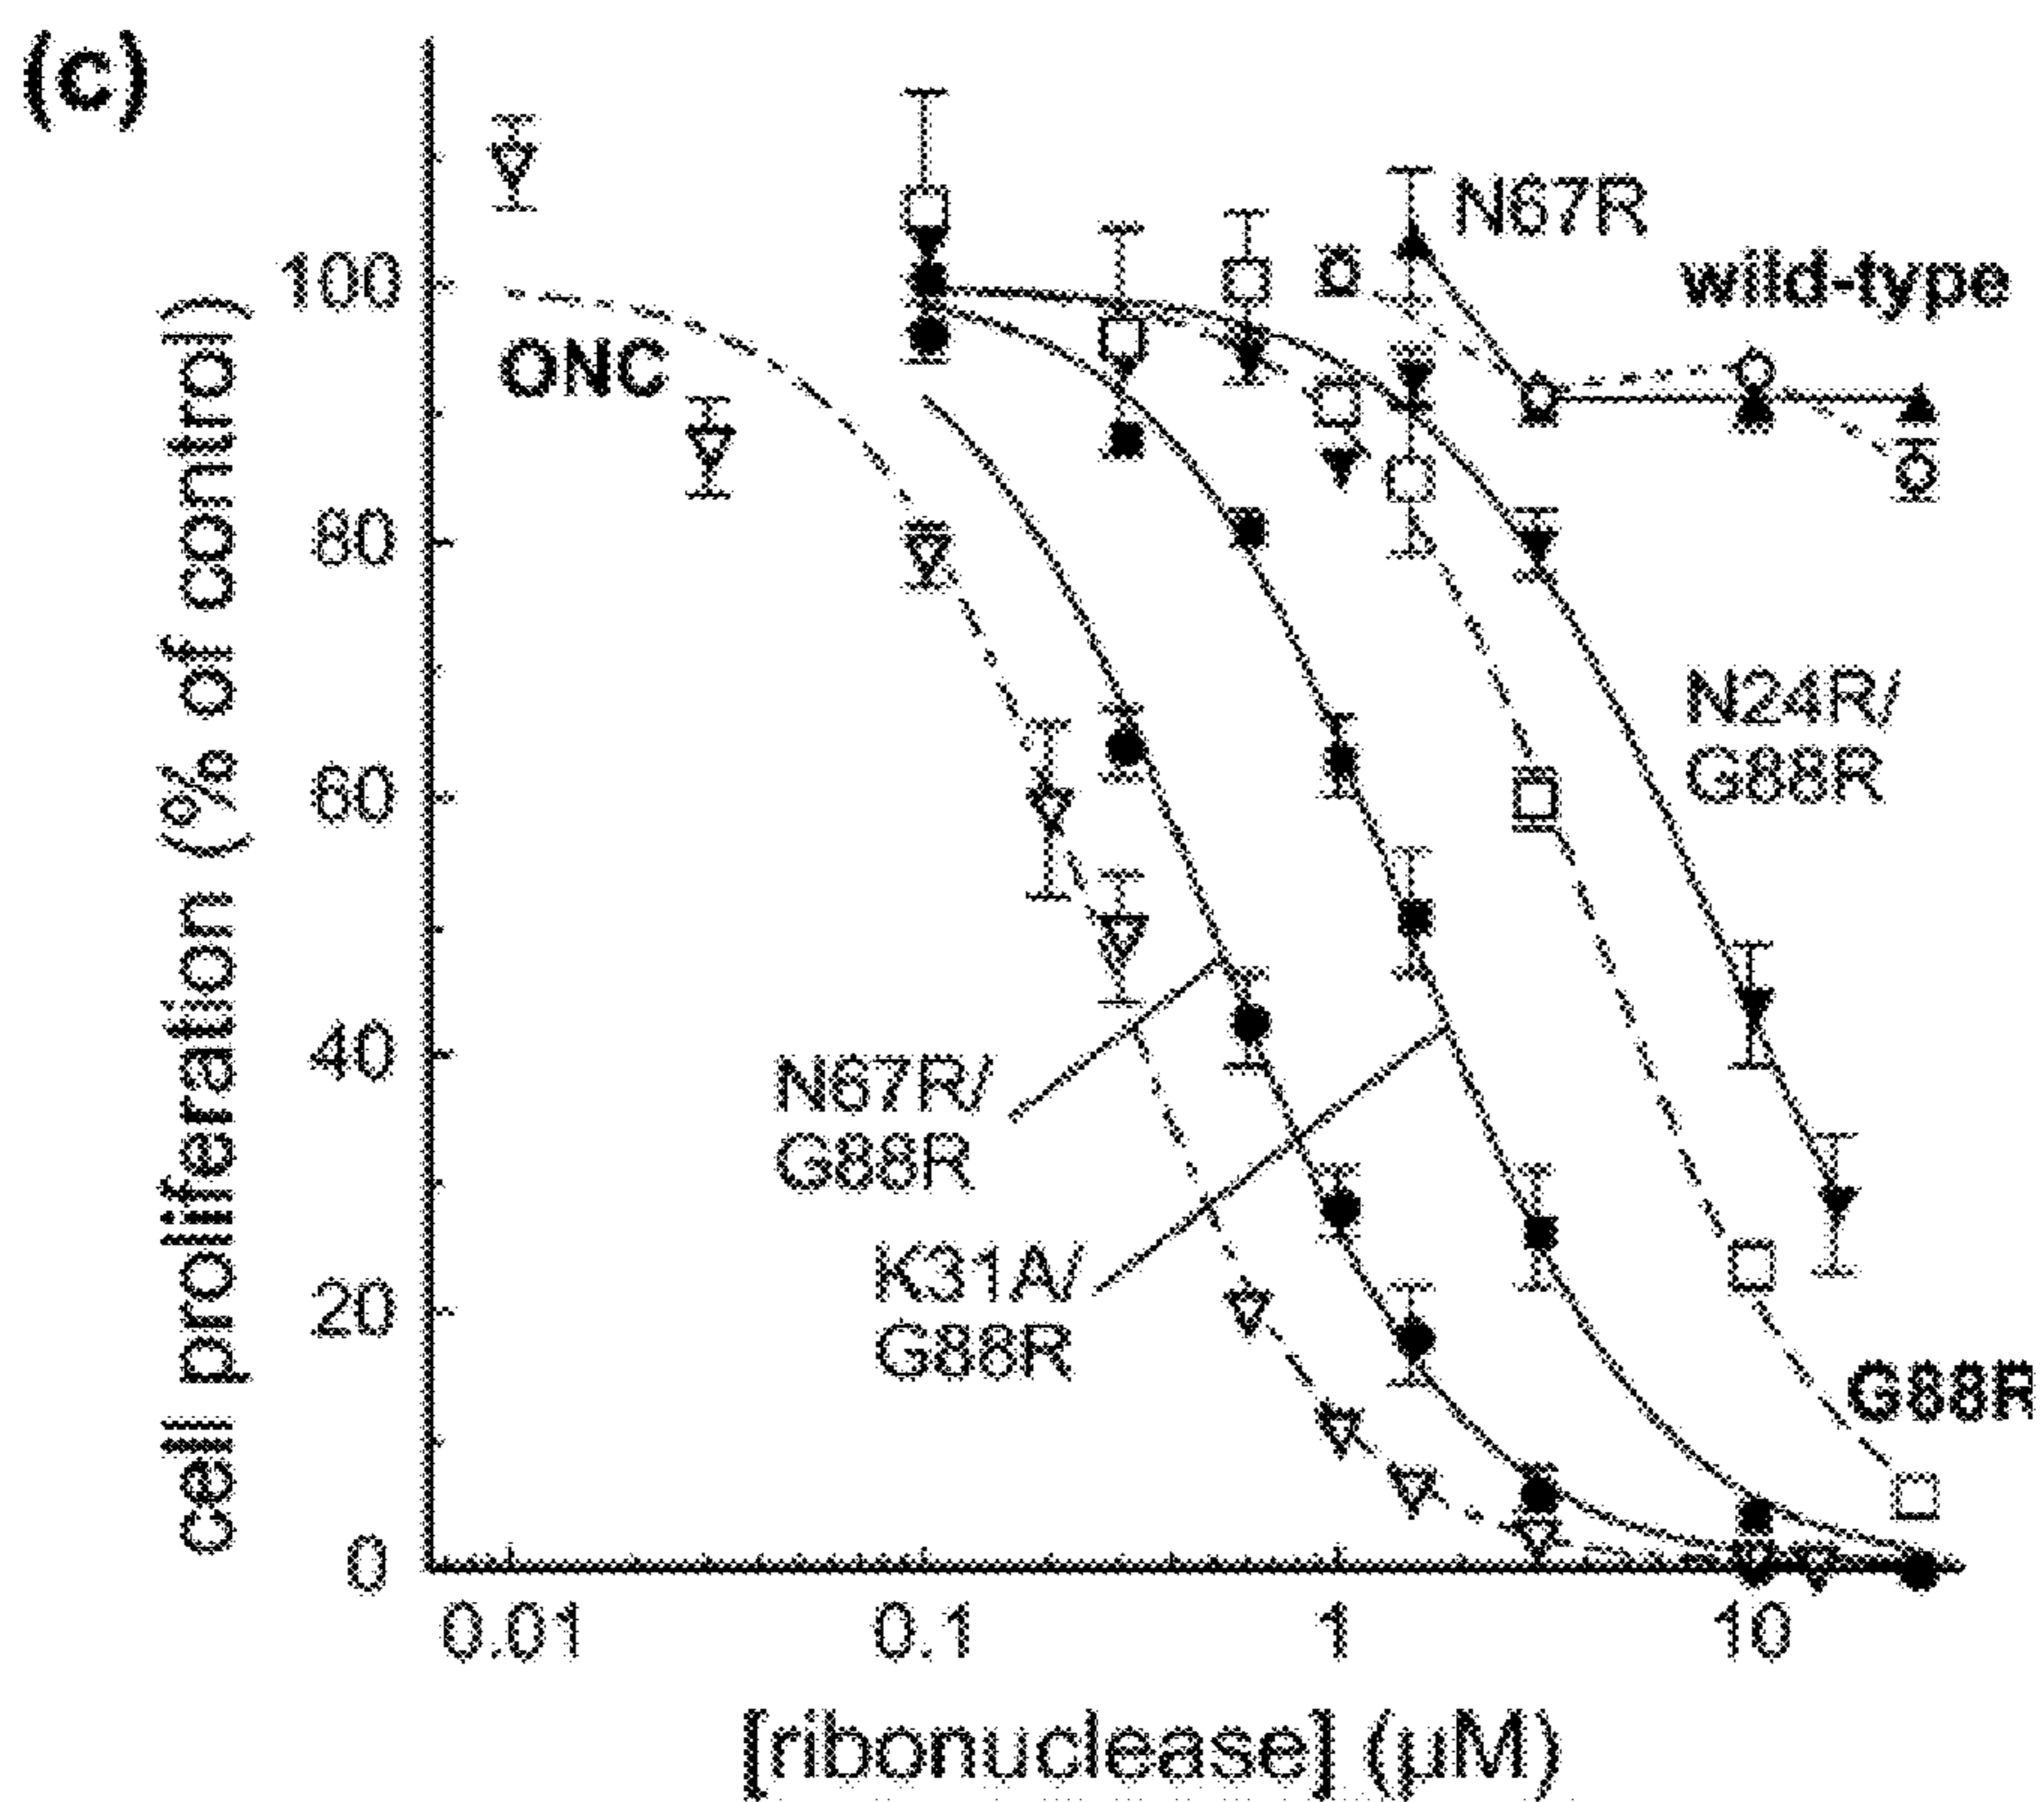 (c)
N67R
wild-type
100
ONC
80
N24R/
G88R
60
40
N67R/
G88R
K31A/
G88R
20
G88R
0
0.01 0.1 1 10
cell proliferation (% of control)
[ribonuclease] (µM)